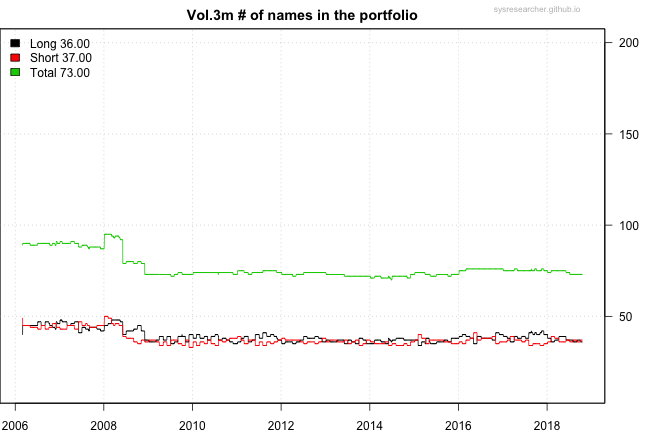 Vol.3m # of names in the portfolio
sysresearcher.github.io
Long 36.00
Short 37.00
Total 73.00
200
150
100
50
2006 2008 2010 2012 2014 2016 2018